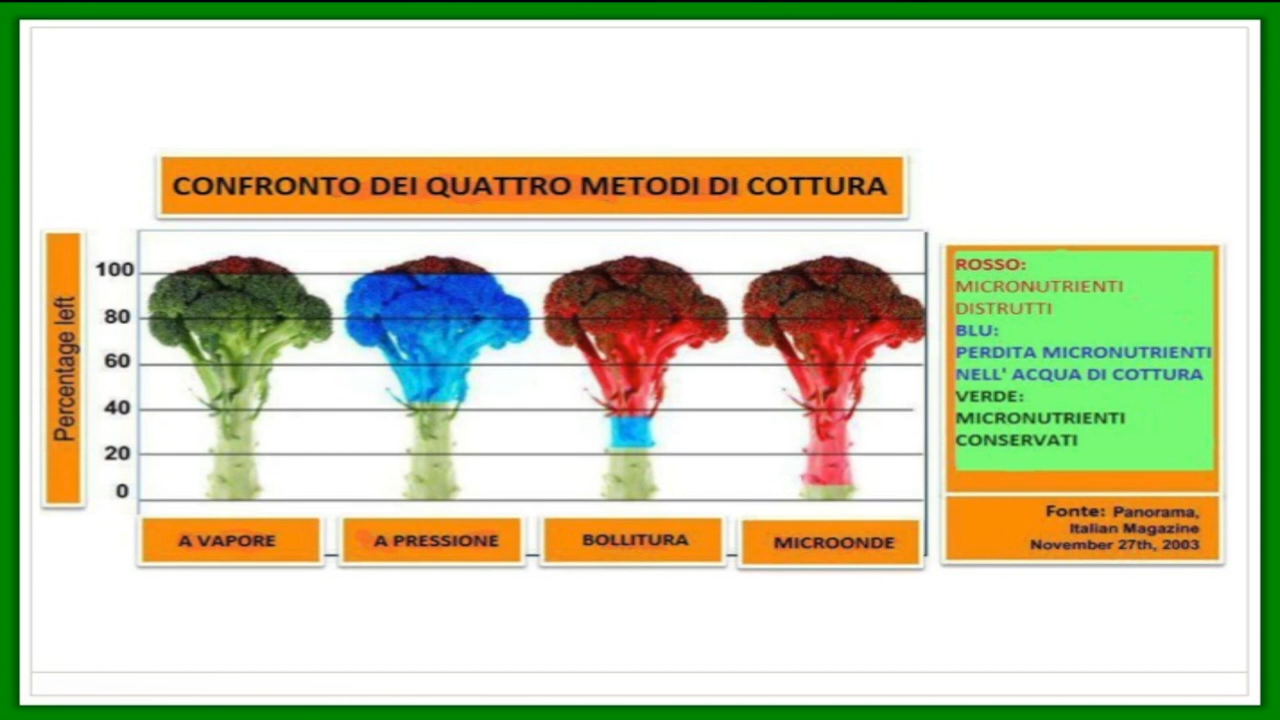 CONFRONTO DEI QUATTRO METODI DI COTTURA
Percentage left
100
80
60
40
20
0
A VAPORE
A PRESSIONE
BOLLITURA
MICROONDE
ROSSO:
MICRONUTRIENTI
DISTRUTTI
BLU:
PERDITA MICRONUTRIENTI
NELL' ACQUA DI COTTURA
VERDE:
MICRONUTRIENTI
CONSERVATI
Fonte: Panorama,
Italian Magazine
November 27th, 2003